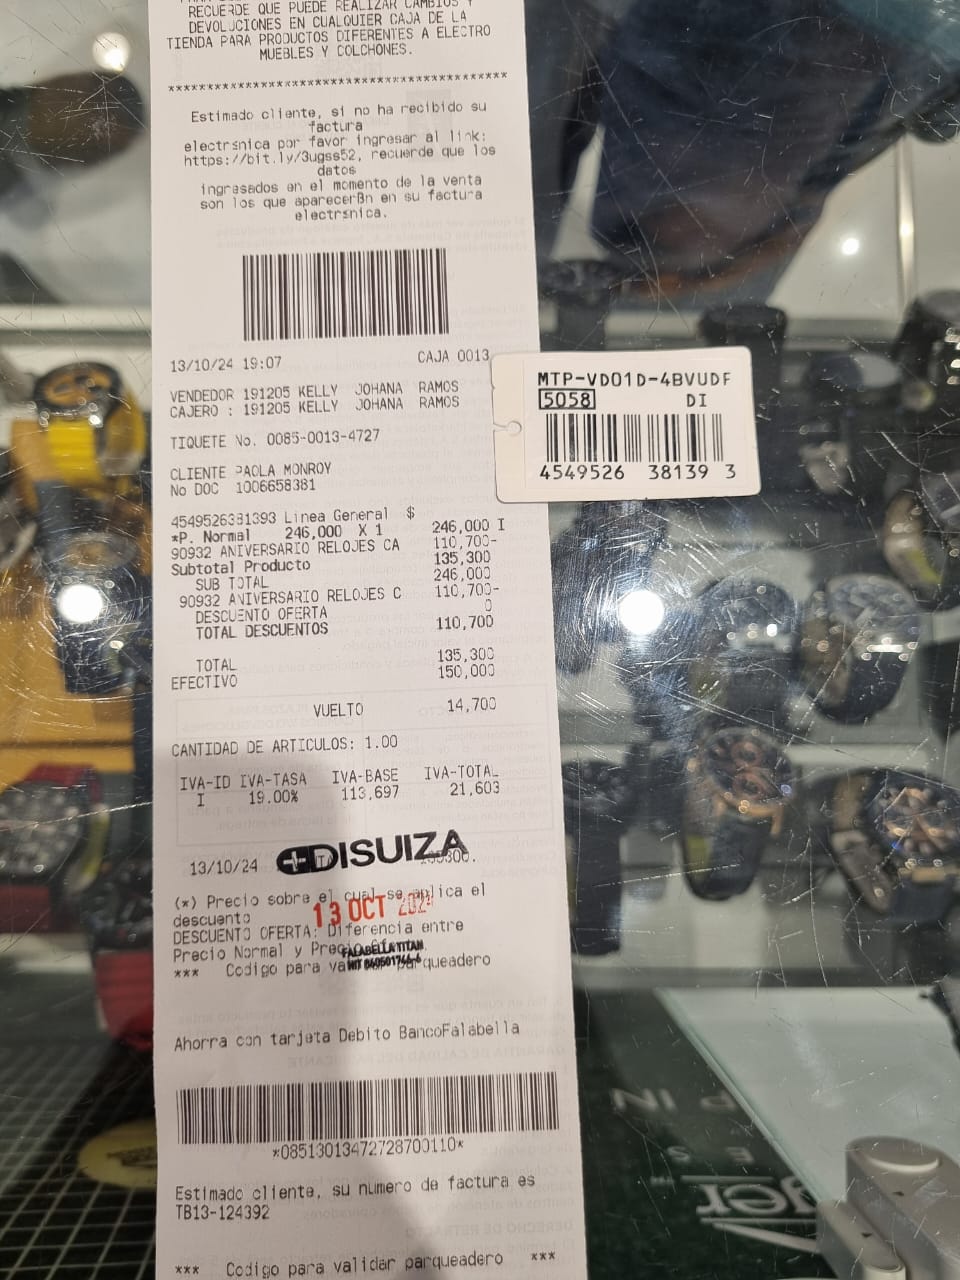 RECUERDE QUE PUEDE REALIZAR CAMBIOS Y
DEVOLUCIONES EN CUALQUIER CAJA DE LA
TIENDA PARA PRODUCTOS DIFERENTES A ELECTRO
MUEBLES Y COLCHONES.
******************************************
Estimado cliente, si no ha recibido su
factura
electrsnica por favor ingresar al link:
https://bit.ly/3ugss52, recuerde que los
datos
ingresados en el momento de la venta
son los que aparecerßn en su factura
electrsnica.
13/10/24 19:07 CAJA 0013
VENDEDOR 191205 KELLY JOHANA RAMOS
CAJERO : 191205 KELLY JOHANA RAMOS
TIQUETE No. 0085-0013-4727
CLIENTE PAOLA MONROY
No DOC 1006658381
4549526381393 Linea General $
*P. Normal 246,000 X 1 246,000 I
90932 ANIVERSARIO RELOJES CA 110,700-
Subtotal Producto 135,300
SUB TOTAL 246,000
90932 ANIVERSARIO RELOJES C 110,700-
DESCUENTO OFERTA 0
TOTAL DESCUENTOS 110,700
TOTAL 135,300
EFECTIVO 150,000
VUELTO 14,700
CANTIDAD DE ARTICULOS: 1.00
IVA-ID IVA-TASA IVA-BASE IVA-TOTAL
I 19.00% 113,697 21,603
13/10/24
DISUIZA
(*) Precio sobre el cual se aplica el
descuento
13 OCT 2024
DESCUENTO OFERTA: Diferencia entre
Precio Normal y Precio
FALABELLA TITAN
NIT 860501746-6
*** Codigo para parqueadero
Ahorra con tarjeta Debito BancoFalabella
*08513013472728700110*
Estimado cliente, su numero de factura es
TB13-124392
*** Codigo para validar parqueadero ***
MTP-VD01D-4BVUDF
5058 DI
4549526 38139 3